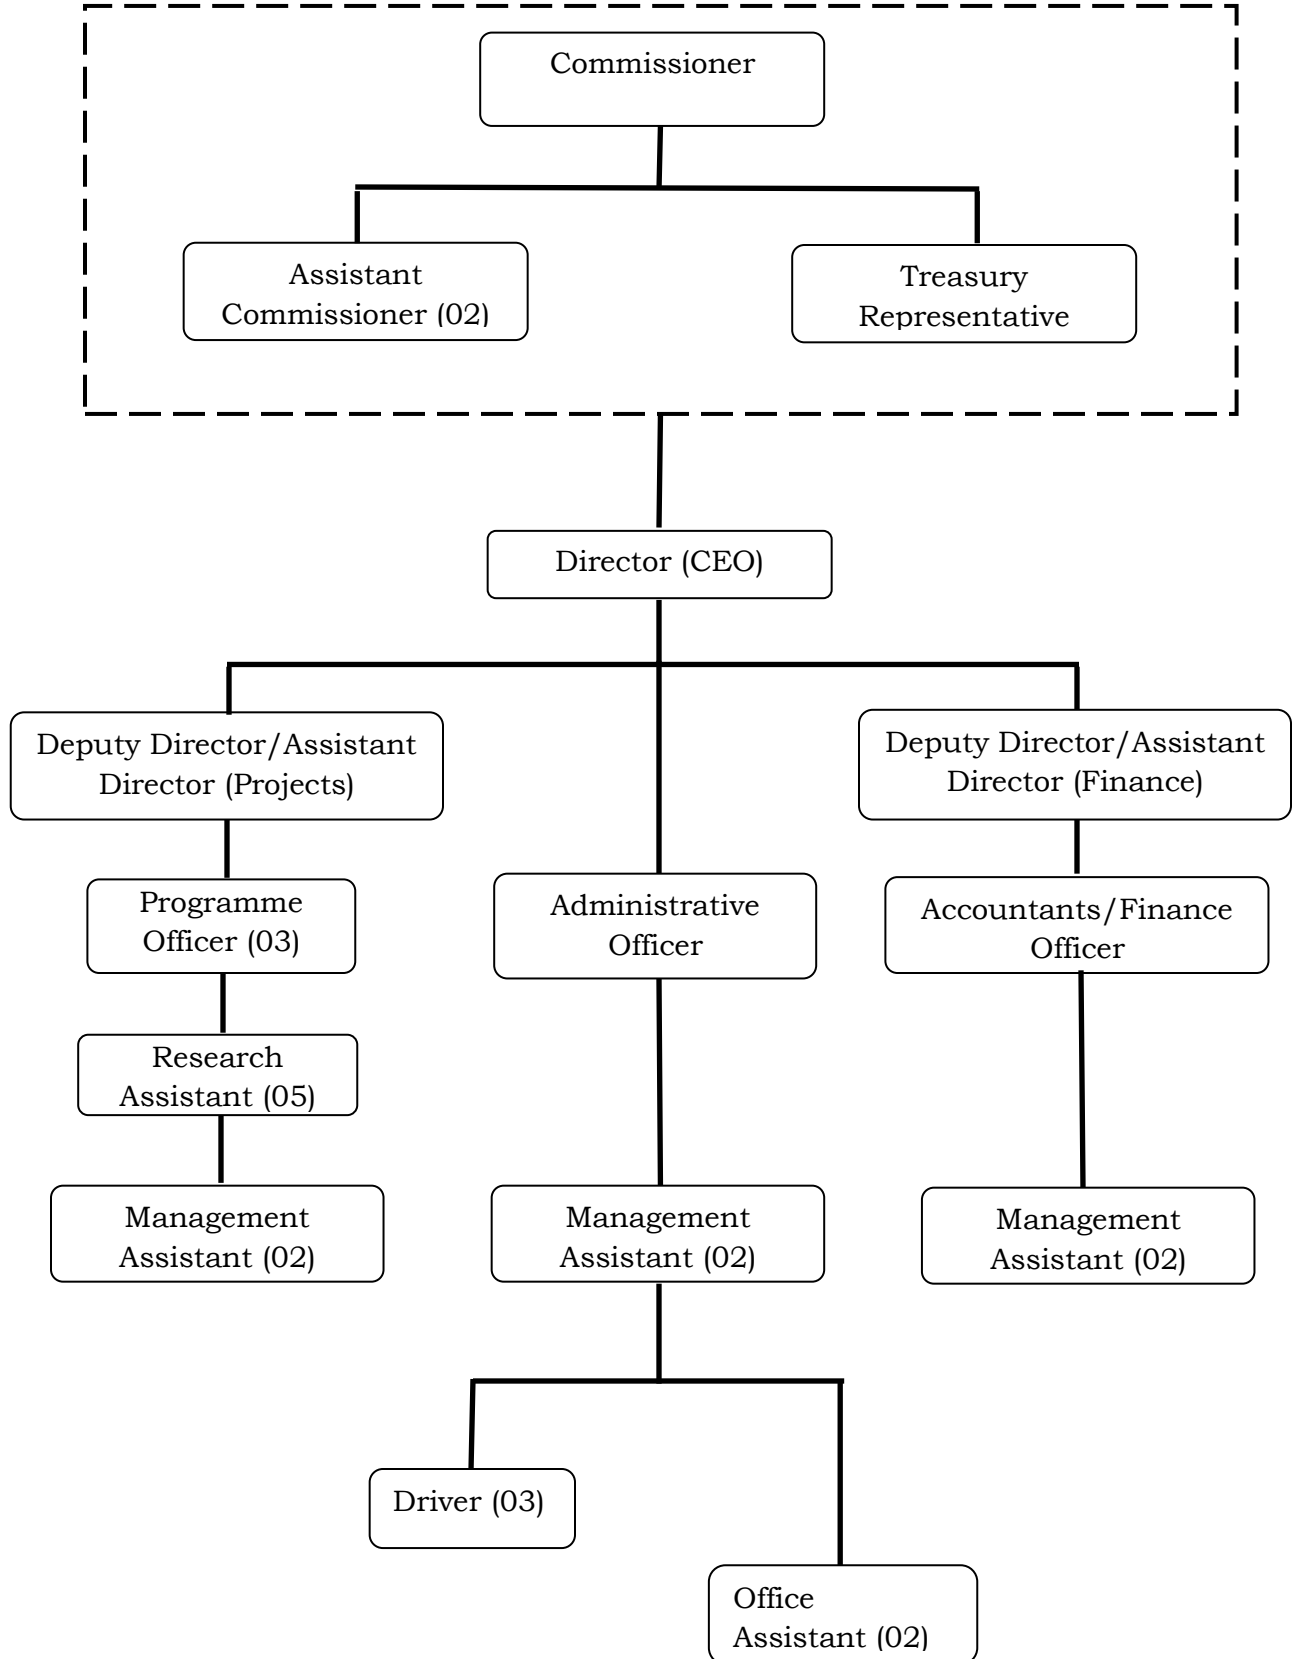 Commissioner
Assistant
Commissioner (02)
Treasury
Representative
Director (CEO)
Deputy Director/Assistant
Director (Projects)
Deputy Director/Assistant
Director (Finance)
Programme
Officer (03)
Administrative
Officer
Accountants/Finance
Officer
Research
Assistant (05)
Management
Assistant (02)
Management
Assistant (02)
Management
Assistant (02)
Driver (03)
Office
Assistant (02)